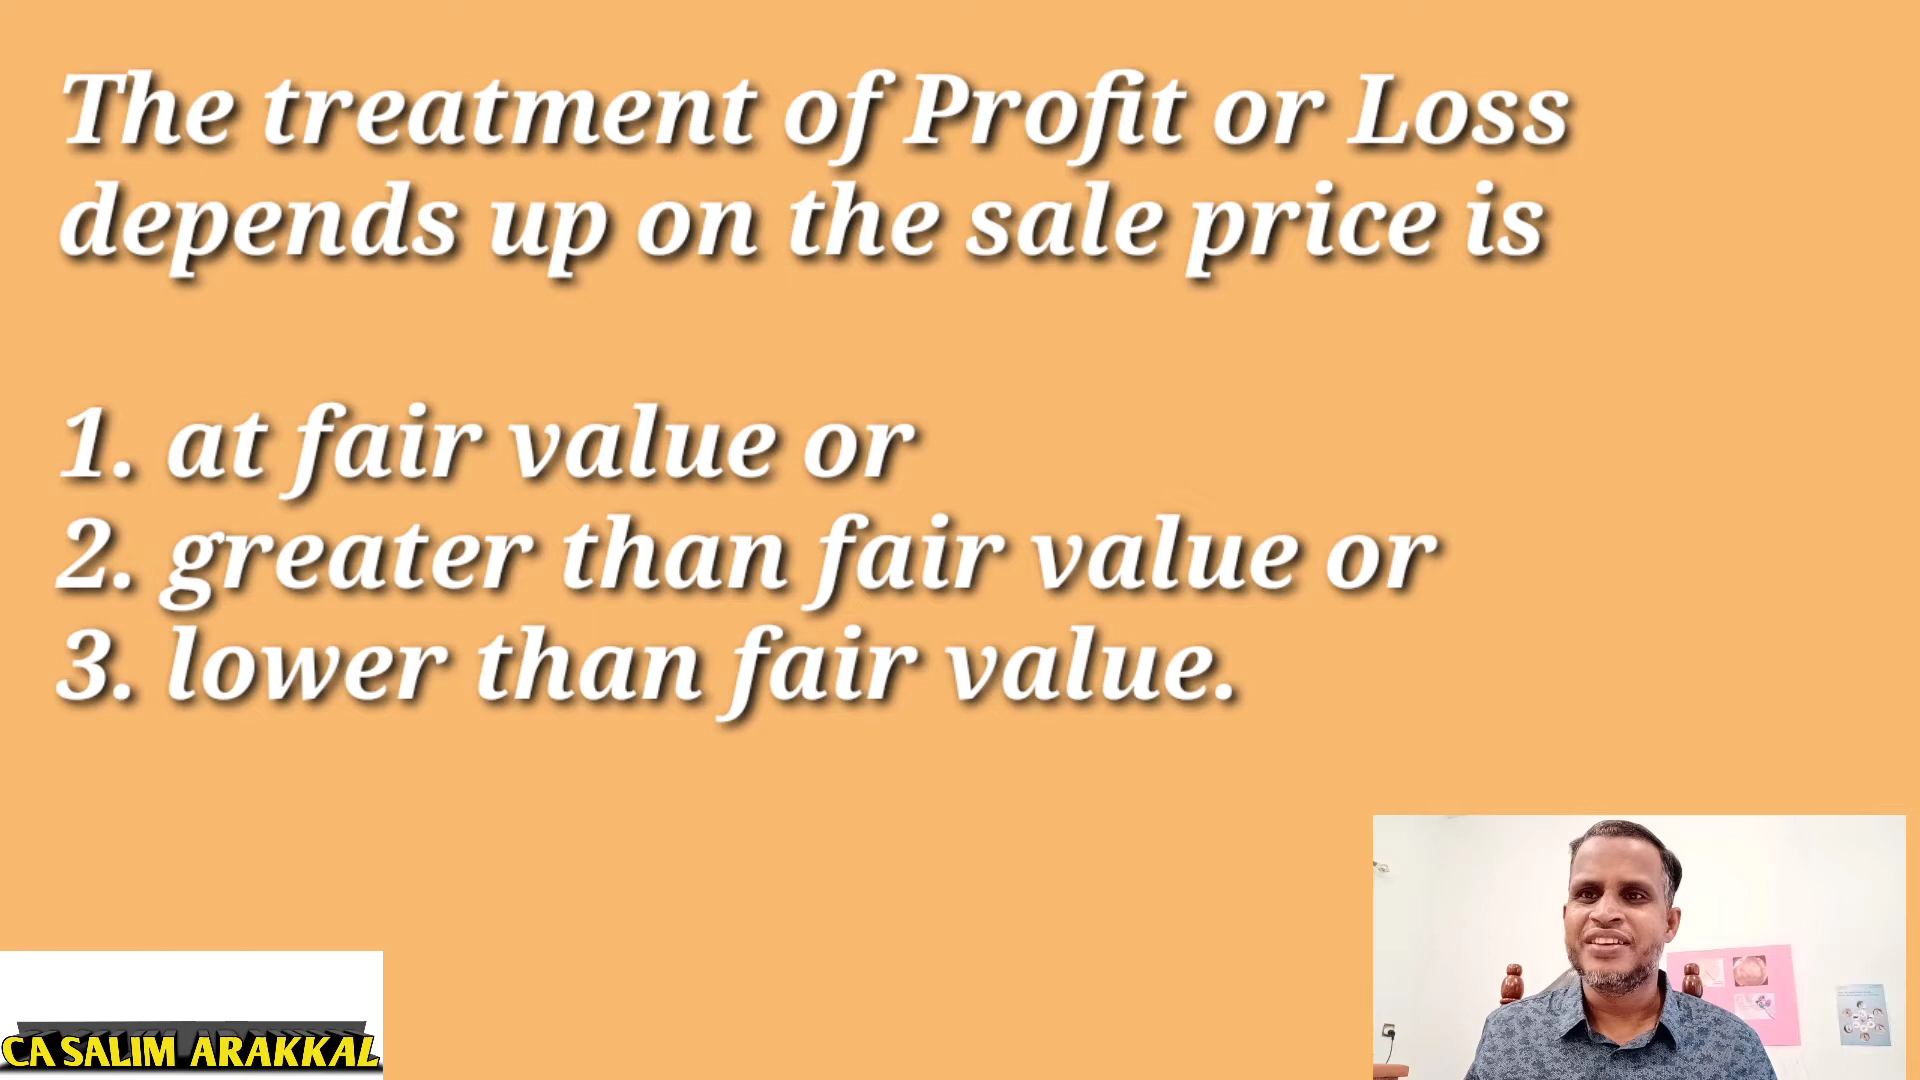 The treatment of Profit or Loss
depends up on the sale price is
1. at fair value or
2. greater than fair value or
3. lower than fair value.
CA SALIM ARAKKAL